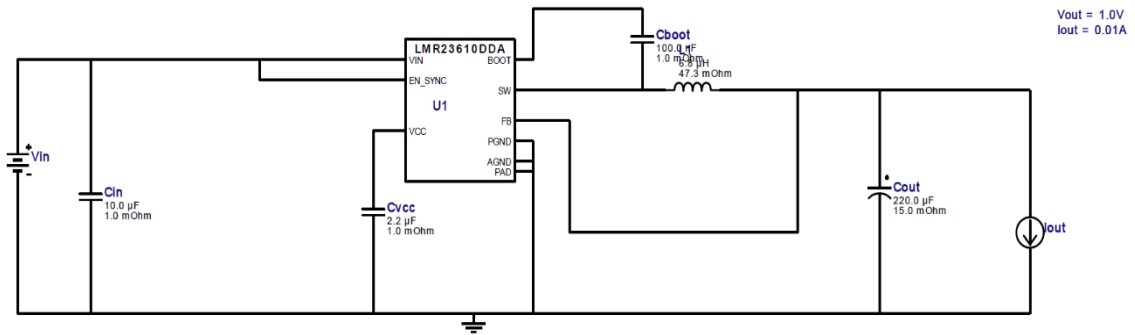 Vout = 1.0V
Iout = 0.01A
LMR23610DDA
VIN
BOOT
EN_SYNC
SW
U1
FB
VCC
PGND
AGND
PAD
Cboot
100.0 nF
1.0 mOhm
L1
6.8 µH
47.3 mOhm
Vin
Cin
10.0 µF
1.0 mOhm
Cvcc
2.2 µF
1.0 mOhm
Cout
220.0 µF
15.0 mOhm
Iout